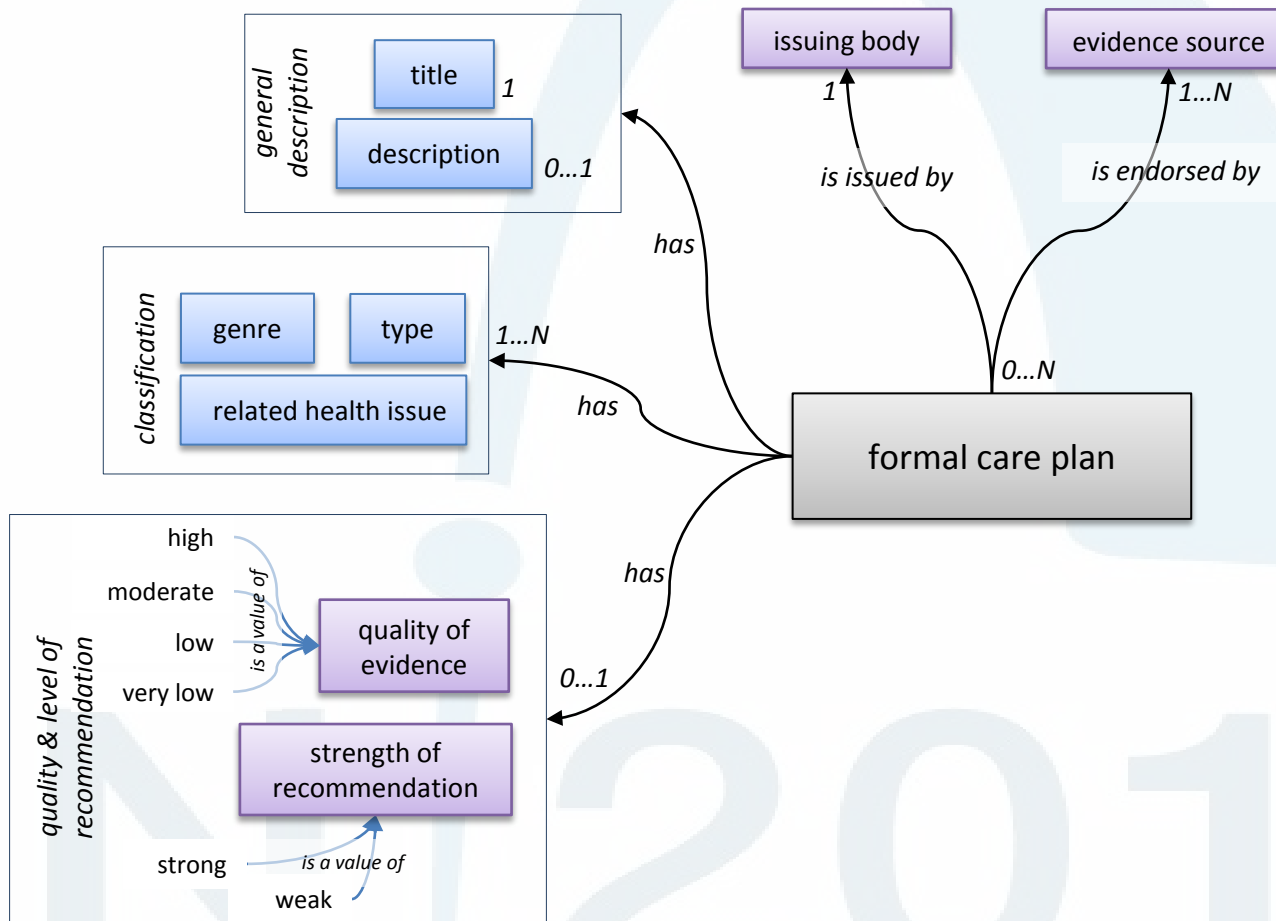 general
description
title
1
description
0…1
issuing body
evidence source
1
1…N
is issued by
is endorsed by
has
0…N
formal care plan
classification
genre
type
related health issue
1…N
has
has
0…1
quality & level of
recommendation
high
moderate
low
very low
is a value of
quality of
evidence
strength of
recommendation
strong
is a value of
weak
N
i
201